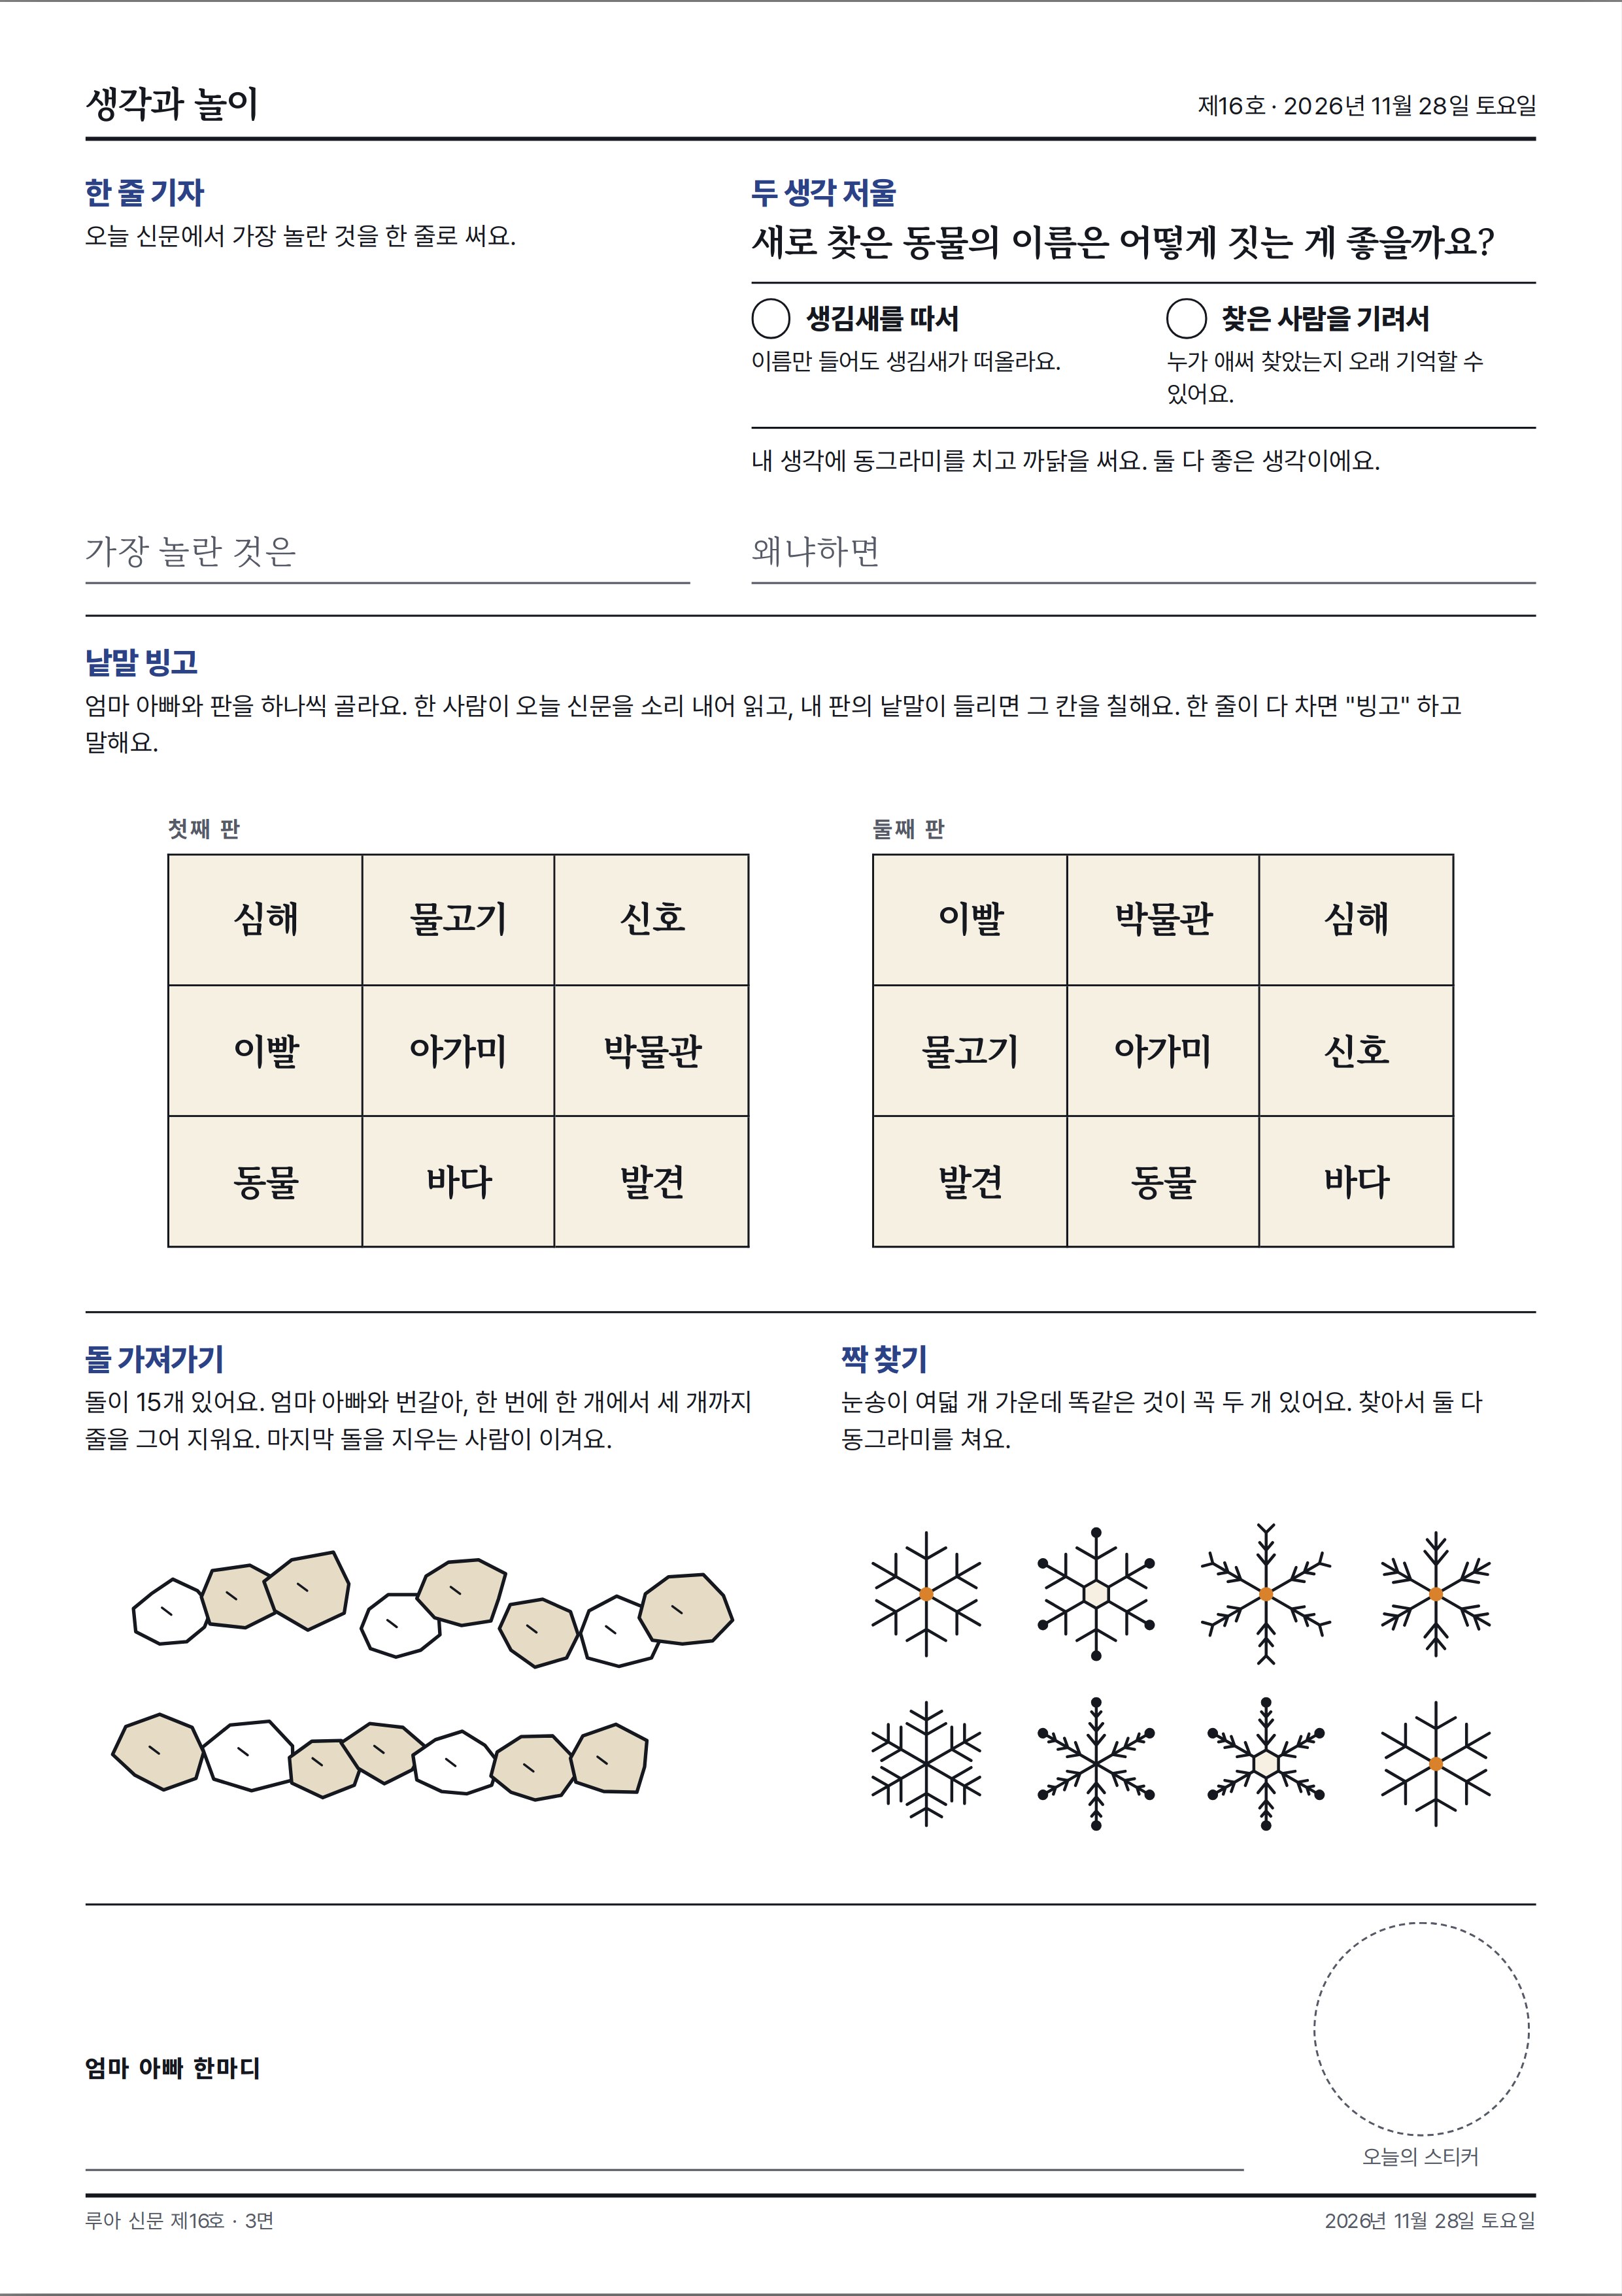 생각과 놀이
제16호 · 2026년 11월 28일 토요일
한 줄 기자
오늘 신문에서 가장 놀란 것을 한 줄로 써요.
가장 놀란 것은
두 생각 저울
새로 찾은 동물의 이름은 어떻게 짓는 게 좋을까요?
생김새를 따서
이름만 들어도 생김새가 떠올라요.
찾은 사람을 기려서
누가 애써 찾았는지 오래 기억할 수
있어요.
내 생각에 동그라미를 치고 까닭을 써요. 둘 다 좋은 생각이에요.
왜냐하면
낱말 빙고
엄마 아빠와 판을 하나씩 골라요. 한 사람이 오늘 신문을 소리 내어 읽고, 내 판의 낱말이 들리면 그 칸을 칠해요. 한 줄이 다 차면 "빙고" 하고
말해요.
첫째 판
심해 물고기 신호
이빨 아가미 박물관
동물 바다 발견
둘째 판
이빨 박물관 심해
물고기 아가미 신호
발견 동물 바다
돌 가져가기
돌이 15개 있어요. 엄마 아빠와 번갈아, 한 번에 한 개에서 세 개까지
줄을 그어 지워요. 마지막 돌을 지우는 사람이 이겨요.
짝 찾기
눈송이 여덟 개 가운데 똑같은 것이 꼭 두 개 있어요. 찾아서 둘 다
동그라미를 쳐요.
엄마 아빠 한마디
오늘의 스티커
루아 신문 제16호 · 3면
2026년 11월 28일 토요일